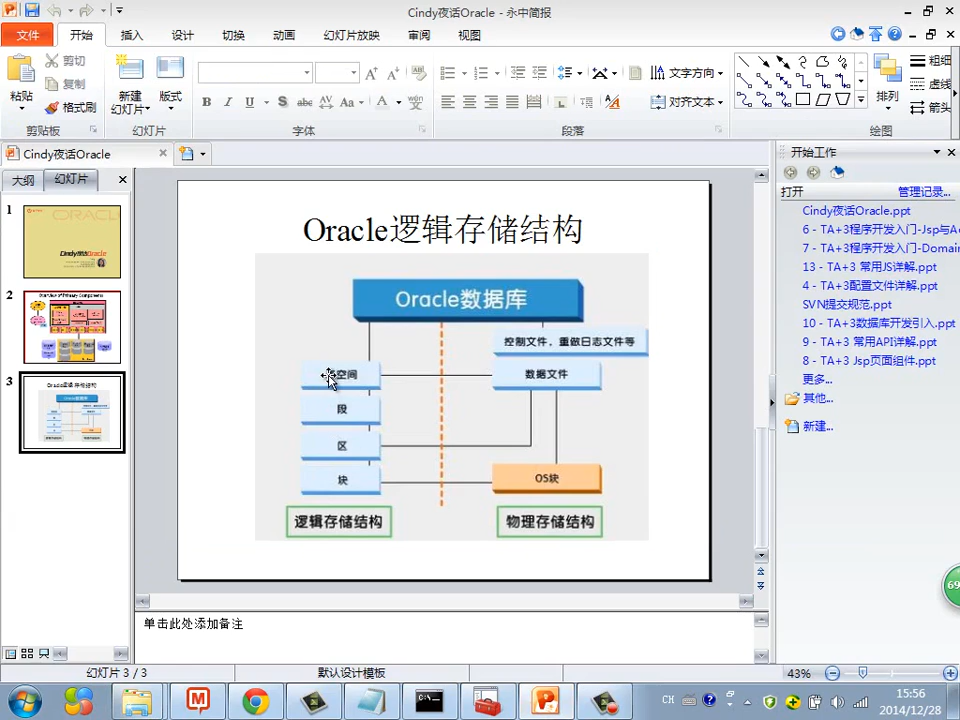 Cindy夜话Oracle - 永中简报
文件
开始
插入
设计
切换
动画
幻灯片放映
审阅
视图
粘贴
剪切
复制
格式刷
剪贴板
新建
幻灯片
版式
幻灯片
B I U S abc AV Aa A
字体
文字方向
对齐文本
段落
排列
粗细
虚线
箭头
绘图
Cindy夜话Oracle
大纲
幻灯片
1
2
3
Oracle逻辑存储结构
Oracle数据库
控制文件，重做日志文件等
空间
数据文件
段
区
块
OS块
逻辑存储结构
物理存储结构
单击此处添加备注
开始工作
打开
管理记录...
Cindy夜话Oracle.ppt
6 - TA+3程序开发入门-Jsp与A
7 - TA+3程序开发入门-Domai
13 - TA+3 常用JS详解.ppt
4 - TA+3配置文件详解.ppt
SVN提交规范.ppt
10 - TA+3数据库开发引入.ppt
9 - TA+3 常用API详解.ppt
8 - TA+3 Jsp页面组件.ppt
更多...
其他...
新建...
69
幻灯片 3 / 3
默认设计模板
43%
CH
15:56
2014/12/28